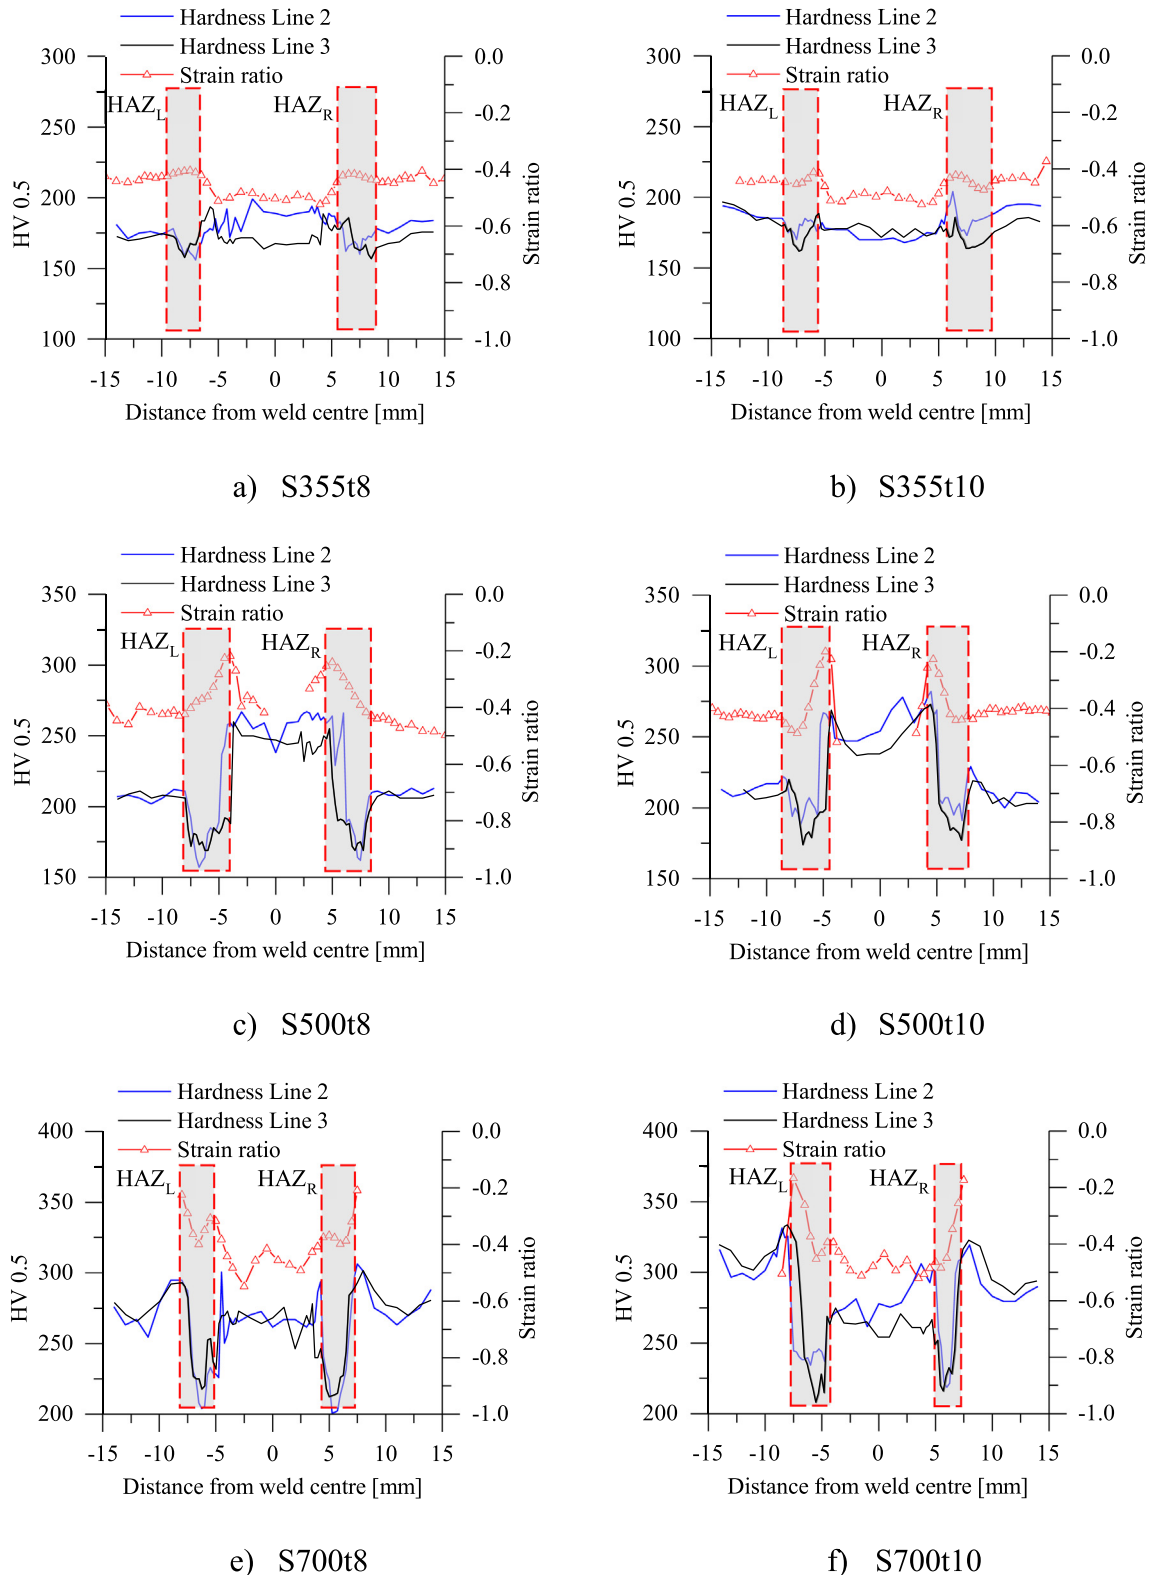 Hardness Line 2
Hardness Line 3
Strain ratio
300
250
200
150
100
HV 0.5
0.0
-0.2
-0.4
-0.6
-0.8
-1.0
Strain ratio
HAZL
HAZR
-15 -10 -5 0 5 10 15
Distance from weld centre [mm]
a) S355t8
Hardness Line 2
Hardness Line 3
Strain ratio
300
250
200
150
100
HV 0.5
0.0
-0.2
-0.4
-0.6
-0.8
-1.0
Strain ratio
HAZL
HAZR
-15 -10 -5 0 5 10 15
Distance from weld centre [mm]
b) S355t10
Hardness Line 2
Hardness Line 3
Strain ratio
350
300
250
200
150
HV 0.5
0.0
-0.2
-0.4
-0.6
-0.8
-1.0
Strain ratio
HAZL
HAZR
-15 -10 -5 0 5 10 15
Distance from weld centre [mm]
c) S500t8
Hardness Line 2
Hardness Line 3
Strain ratio
350
300
250
200
150
HV 0.5
0.0
-0.2
-0.4
-0.6
-0.8
-1.0
Strain ratio
HAZL
HAZR
-15 -10 -5 0 5 10 15
Distance from weld centre [mm]
d) S500t10
Hardness Line 2
Hardness Line 3
Strain ratio
400
350
300
250
200
HV 0.5
0.0
-0.2
-0.4
-0.6
-0.8
-1.0
Strain ratio
HAZL
HAZR
-15 -10 -5 0 5 10 15
Distance from weld centre [mm]
e) S700t8
Hardness Line 2
Hardness Line 3
Strain ratio
400
350
300
250
200
HV 0.5
0.0
-0.2
-0.4
-0.6
-0.8
-1.0
Strain ratio
HAZL
HAZR
-15 -10 -5 0 5 10 15
Distance from weld centre [mm]
f) S700t10